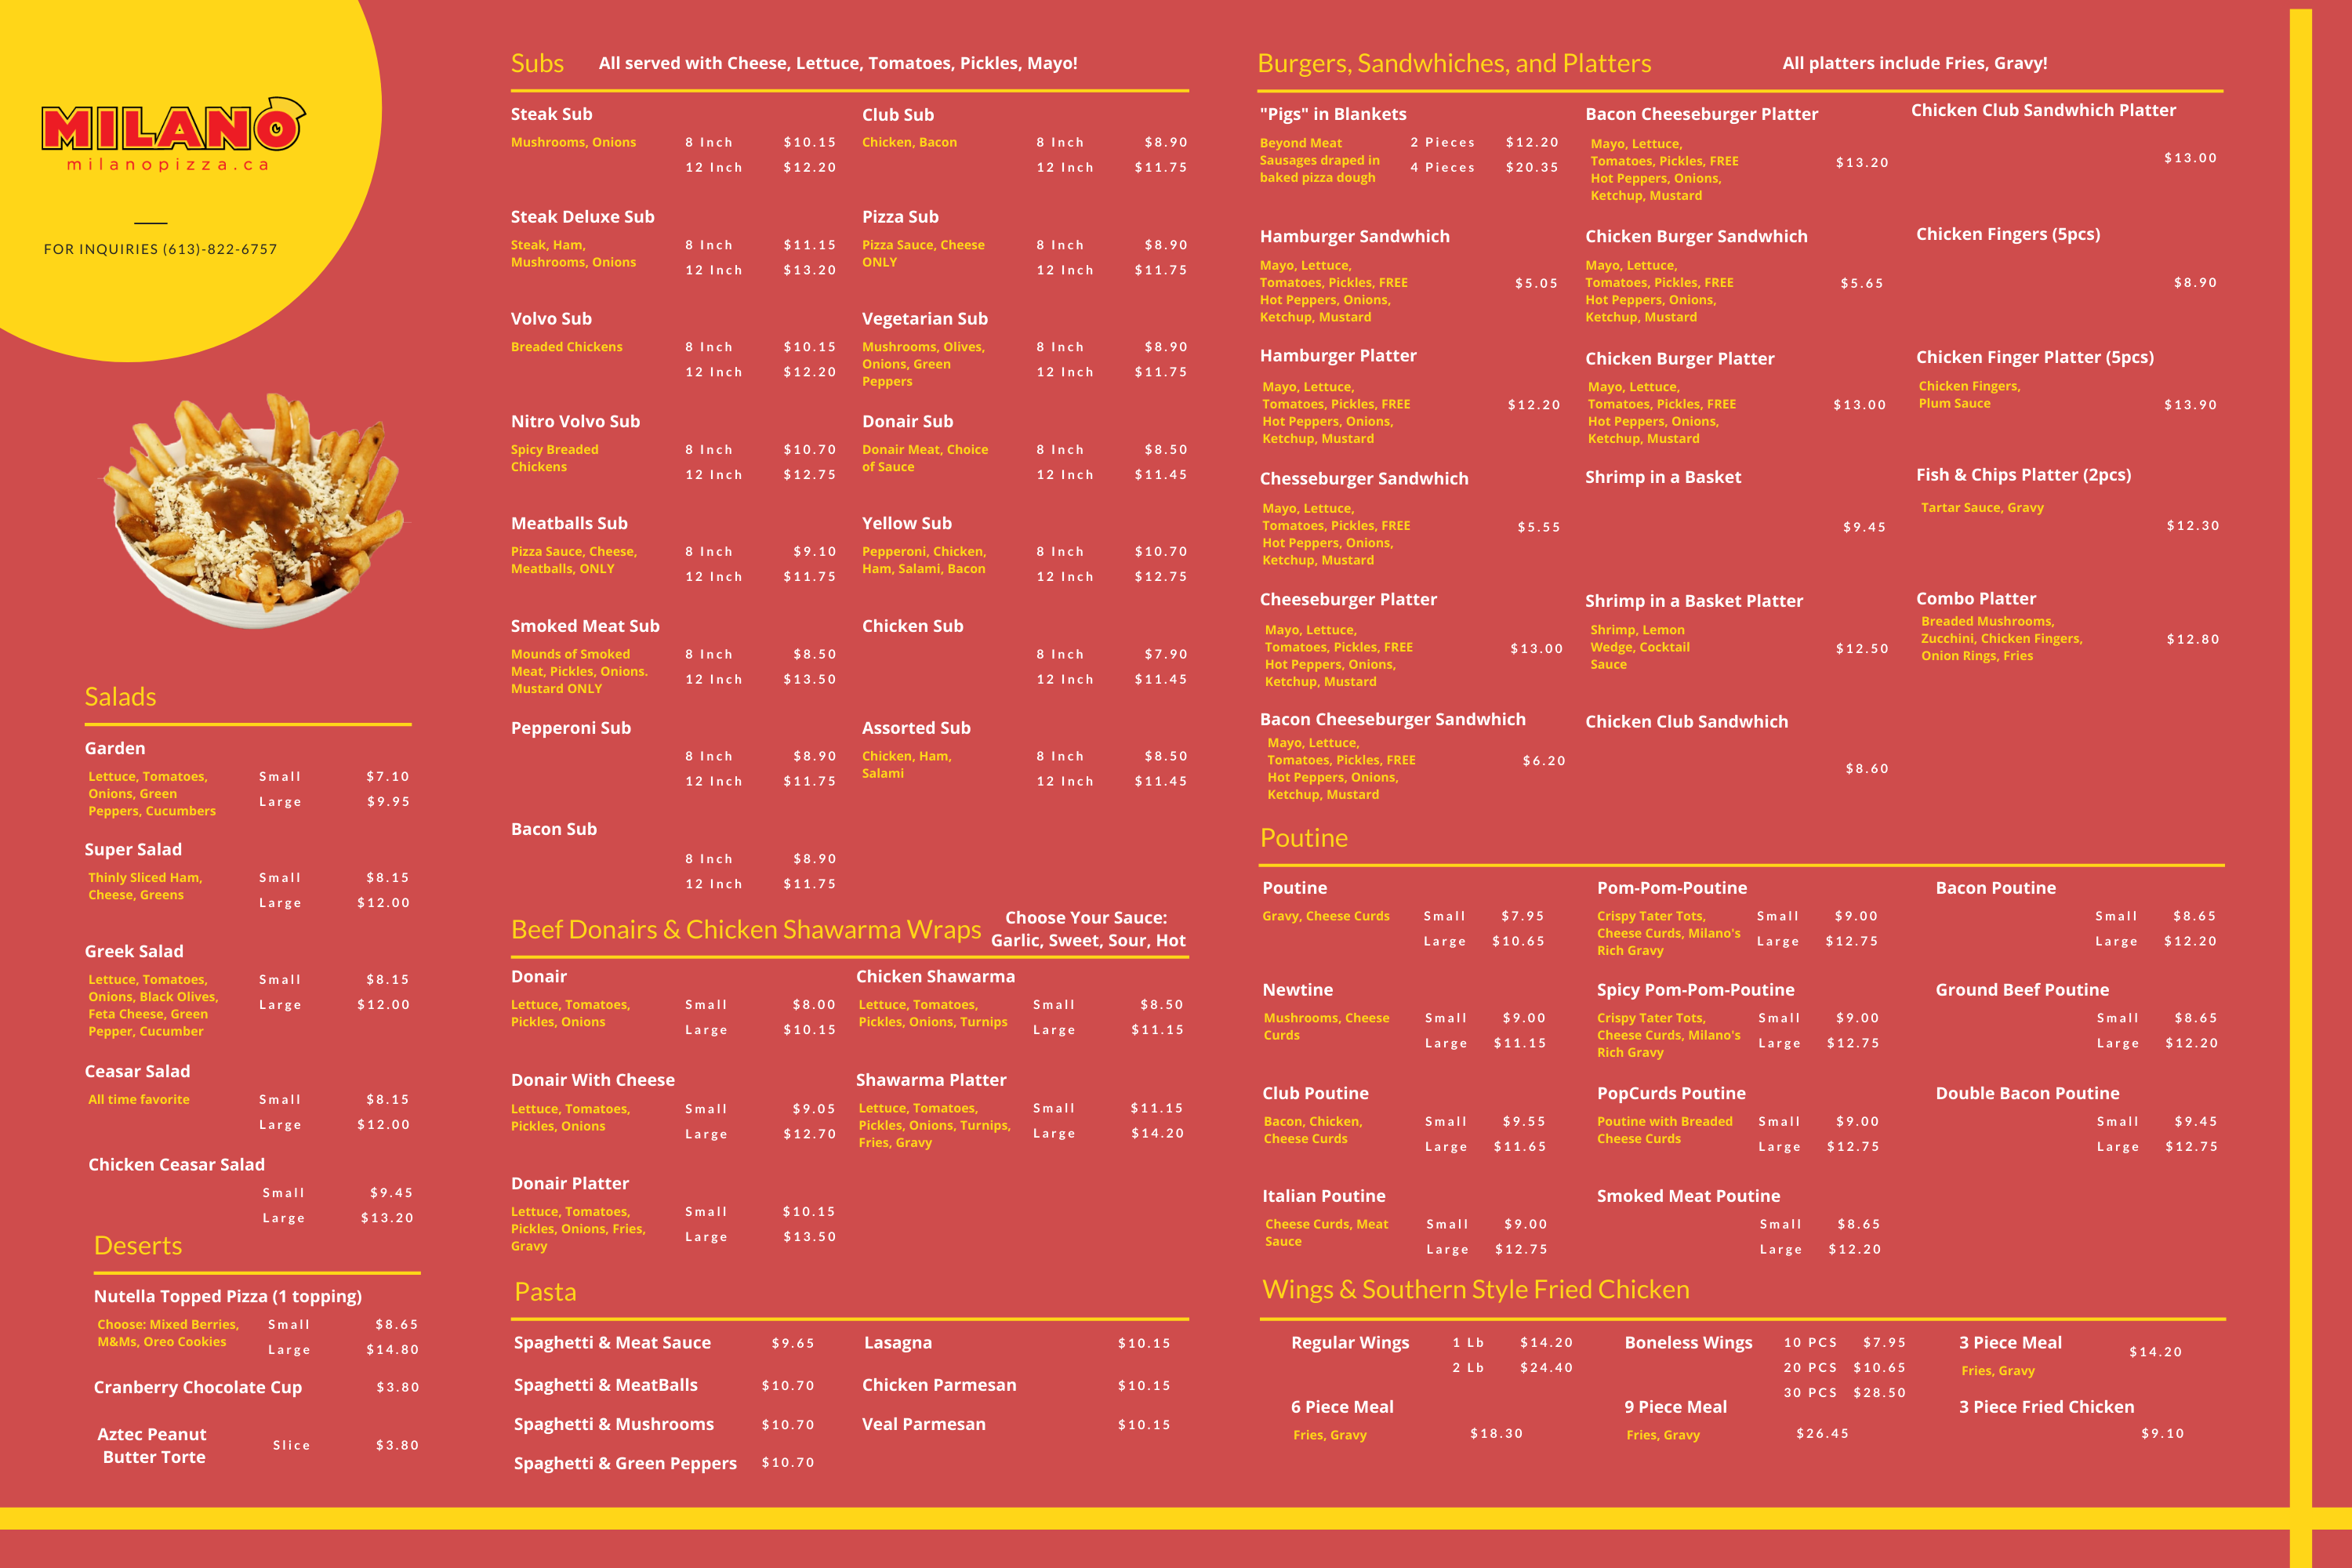 MILANO
milanopizza.ca
FOR INQUIRIES (613)-822-6757
Salads
Garden
Lettuce, Tomatoes, Small $7.10
Onions, Green
Peppers, Cucumbers Large $9.95
Super Salad
Thinly Sliced Ham, Small $8.15
Cheese, Greens Large $12.00
Greek Salad
Lettuce, Tomatoes, Small $8.15
Onions, Black Olives, Large $12.00
Feta Cheese, Green
Pepper, Cucumber
Ceasar Salad
All time favorite Small $8.15
Large $12.00
Chicken Ceasar Salad
Small $9.45
Large $13.20
Deserts
Nutella Topped Pizza (1 topping)
Choose: Mixed Berries, Small $8.65
M&Ms, Oreo Cookies Large $14.80
Cranberry Chocolate Cup $3.80
Aztec Peanut
Butter Torte Slice $3.80
Subs All served with Cheese, Lettuce, Tomatoes, Pickles, Mayo!
Steak Sub
Mushrooms, Onions 8 Inch $10.15
12 Inch $12.20
Steak Deluxe Sub
Steak, Ham, 8 Inch $11.15
Mushrooms, Onions 12 Inch $13.20
Volvo Sub
Breaded Chickens 8 Inch $10.15
12 Inch $12.20
Nitro Volvo Sub
Spicy Breaded 8 Inch $10.70
Chickens 12 Inch $12.75
Meatballs Sub
Pizza Sauce, Cheese, 8 Inch $9.10
Meatballs, ONLY 12 Inch $11.75
Smoked Meat Sub
Mounds of Smoked 8 Inch $8.50
Meat, Pickles, Onions. 12 Inch $13.50
Mustard ONLY
Pepperoni Sub
8 Inch $8.90
12 Inch $11.75
Bacon Sub
8 Inch $8.90
12 Inch $11.75
Club Sub
Chicken, Bacon 8 Inch $8.90
12 Inch $11.75
Pizza Sub
Pizza Sauce, Cheese 8 Inch $8.90
ONLY 12 Inch $11.75
Vegetarian Sub
Mushrooms, Olives, 8 Inch $8.90
Onions, Green 12 Inch $11.75
Peppers
Donair Sub
Donair Meat, Choice 8 Inch $8.50
of Sauce 12 Inch $11.45
Yellow Sub
Pepperoni, Chicken, 8 Inch $10.70
Ham, Salami, Bacon 12 Inch $12.75
Chicken Sub
8 Inch $7.90
12 Inch $11.45
Assorted Sub
Chicken, Ham, 8 Inch $8.50
Salami 12 Inch $11.45
Beef Donairs & Chicken Shawarma Wraps
Choose Your Sauce:
Garlic, Sweet, Sour, Hot
Donair
Lettuce, Tomatoes, Small $8.00
Pickles, Onions Large $10.15
Donair With Cheese
Lettuce, Tomatoes, Small $9.05
Pickles, Onions Large $12.70
Donair Platter
Lettuce, Tomatoes, Small $10.15
Pickles, Onions, Fries, Large $13.50
Gravy
Chicken Shawarma
Lettuce, Tomatoes, Small $8.50
Pickles, Onions, Turnips Large $11.15
Shawarma Platter
Lettuce, Tomatoes, Small $11.15
Pickles, Onions, Turnips, Large $14.20
Fries, Gravy
Pasta
Spaghetti & Meat Sauce $9.65
Spaghetti & MeatBalls $10.70
Spaghetti & Mushrooms $10.70
Spaghetti & Green Peppers $10.70
Lasagna $10.15
Chicken Parmesan $10.15
Veal Parmesan $10.15
Burgers, Sandwhiches, and Platters All platters include Fries, Gravy!
"Pigs" in Blankets
Beyond Meat 2 Pieces $12.20
Sausages draped in 4 Pieces $20.35
baked pizza dough
Hamburger Sandwhich
Mayo, Lettuce,
Tomatoes, Pickles, FREE $5.05
Hot Peppers, Onions,
Ketchup, Mustard
Hamburger Platter
Mayo, Lettuce,
Tomatoes, Pickles, FREE $12.20
Hot Peppers, Onions,
Ketchup, Mustard
Chesseburger Sandwhich
Mayo, Lettuce,
Tomatoes, Pickles, FREE $5.55
Hot Peppers, Onions,
Ketchup, Mustard
Cheeseburger Platter
Mayo, Lettuce,
Tomatoes, Pickles, FREE $13.00
Hot Peppers, Onions,
Ketchup, Mustard
Bacon Cheeseburger Sandwhich
Mayo, Lettuce,
Tomatoes, Pickles, FREE $6.20
Hot Peppers, Onions,
Ketchup, Mustard
Bacon Cheeseburger Platter
Mayo, Lettuce,
Tomatoes, Pickles, FREE $13.20
Hot Peppers, Onions,
Ketchup, Mustard
Chicken Burger Sandwhich
Mayo, Lettuce,
Tomatoes, Pickles, FREE $5.65
Hot Peppers, Onions,
Ketchup, Mustard
Chicken Burger Platter
Mayo, Lettuce,
Tomatoes, Pickles, FREE $13.00
Hot Peppers, Onions,
Ketchup, Mustard
Shrimp in a Basket
$9.45
Shrimp in a Basket Platter
Shrimp, Lemon
Wedge, Cocktail $12.50
Sauce
Chicken Club Sandwhich
$8.60
Chicken Club Sandwhich Platter
$13.00
Chicken Fingers (5pcs)
$8.90
Chicken Finger Platter (5pcs)
Chicken Fingers,
Plum Sauce $13.90
Fish & Chips Platter (2pcs)
Tartar Sauce, Gravy
$12.30
Combo Platter
Breaded Mushrooms,
Zucchini, Chicken Fingers, $12.80
Onion Rings, Fries
Poutine
Poutine
Gravy, Cheese Curds Small $7.95
Large $10.65
Newtine
Mushrooms, Cheese Small $9.00
Curds Large $11.15
Club Poutine
Bacon, Chicken, Small $9.55
Cheese Curds Large $11.65
Italian Poutine
Cheese Curds, Meat Small $9.00
Sauce Large $12.75
Pom-Pom-Poutine
Crispy Tater Tots, Small $9.00
Cheese Curds, Milano's Large $12.75
Rich Gravy
Spicy Pom-Pom-Poutine
Crispy Tater Tots, Small $9.00
Cheese Curds, Milano's Large $12.75
Rich Gravy
PopCurds Poutine
Poutine with Breaded Small $9.00
Cheese Curds Large $12.75
Smoked Meat Poutine
Small $8.65
Large $12.20
Bacon Poutine
Small $8.65
Large $12.20
Ground Beef Poutine
Small $8.65
Large $12.20
Double Bacon Poutine
Small $9.45
Large $12.75
Wings & Southern Style Fried Chicken
Regular Wings 1 Lb $14.20
2 Lb $24.40
6 Piece Meal
Fries, Gravy $18.30
Boneless Wings 10 PCS $7.95
20 PCS $10.65
30 PCS $28.50
9 Piece Meal
Fries, Gravy $26.45
3 Piece Meal $14.20
Fries, Gravy
3 Piece Fried Chicken
$9.10